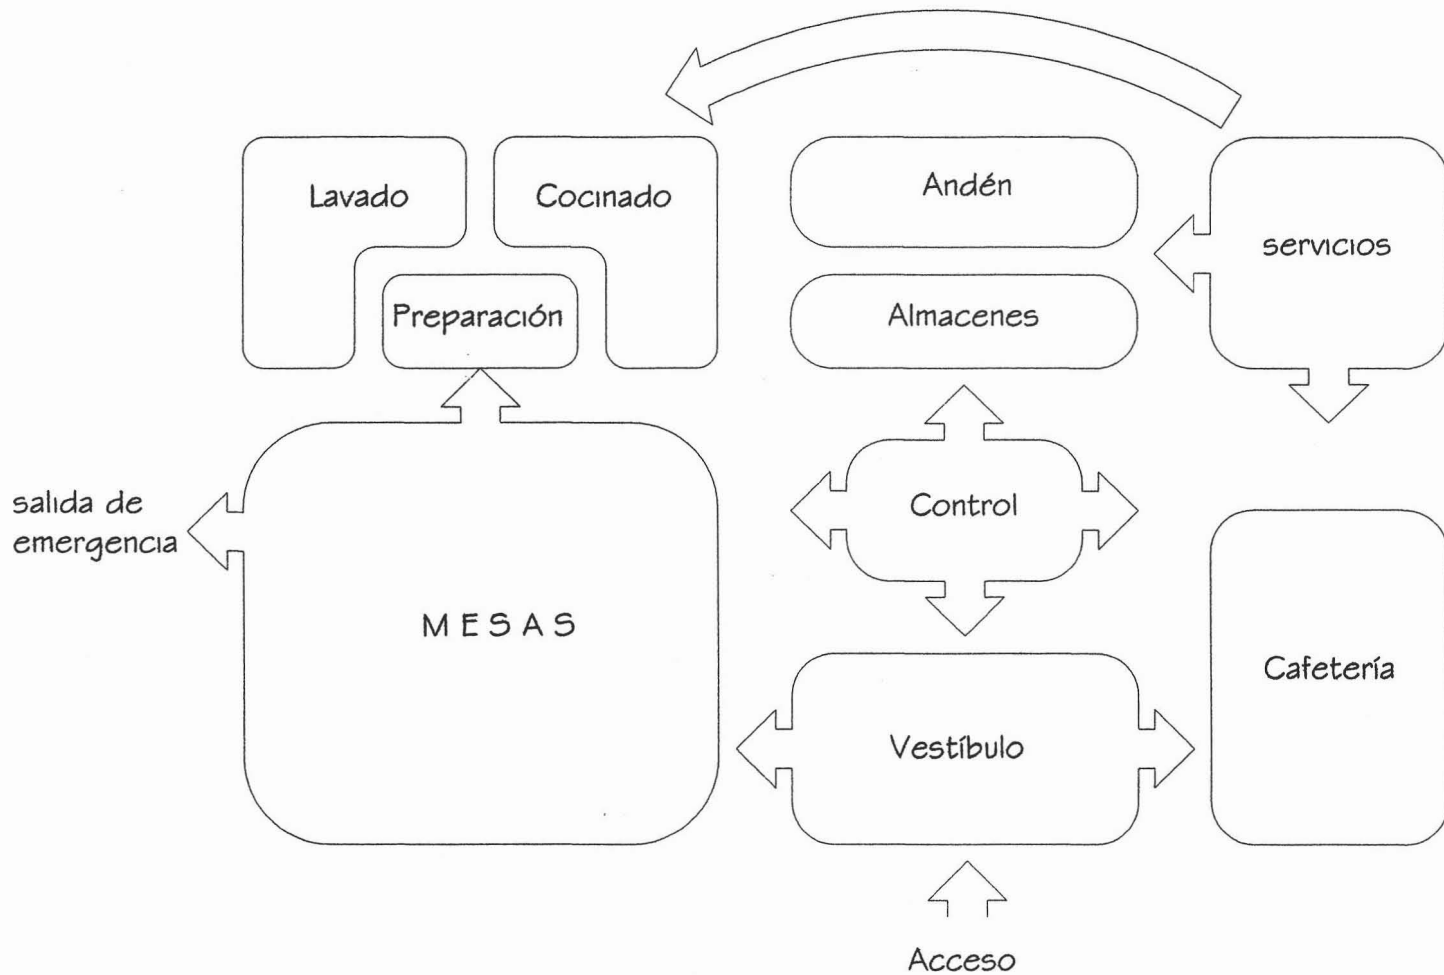 Lavado
Cocinado
Andén
servicios
Preparación
Almacenes
salida de
emergencia
Control
MESAS
Cafetería
Vestíbulo
Acceso